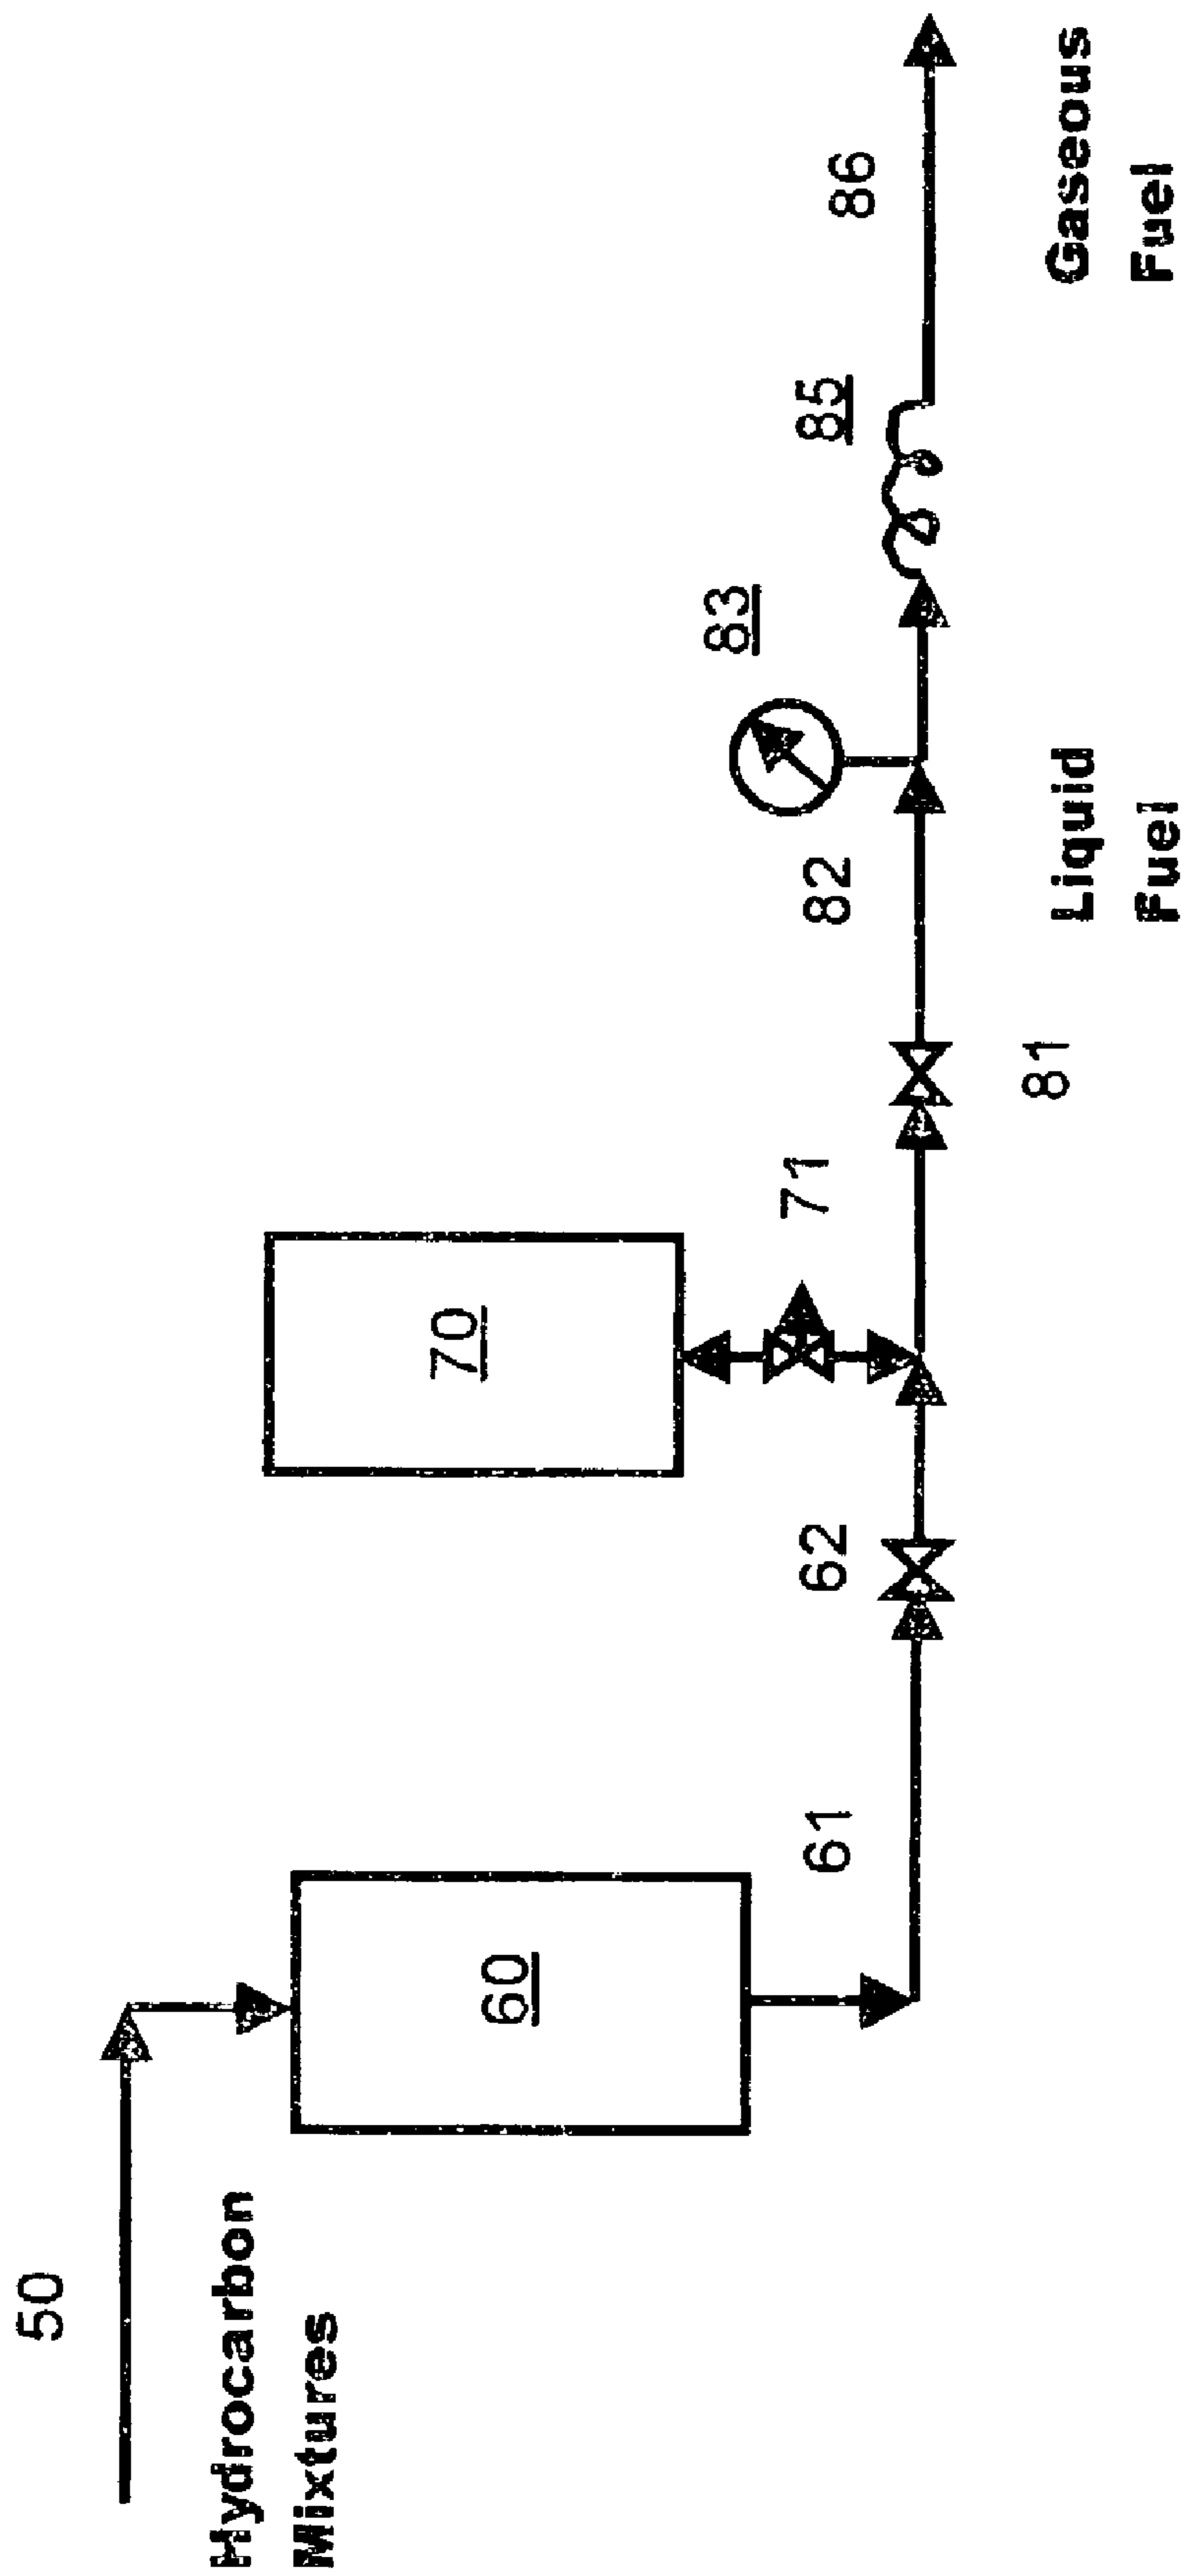 50
Hydrocarbon
Mixtures
60
61
62
70
71
81
82
Liquid
Fuel
83
85
86
Gaseous
Fuel